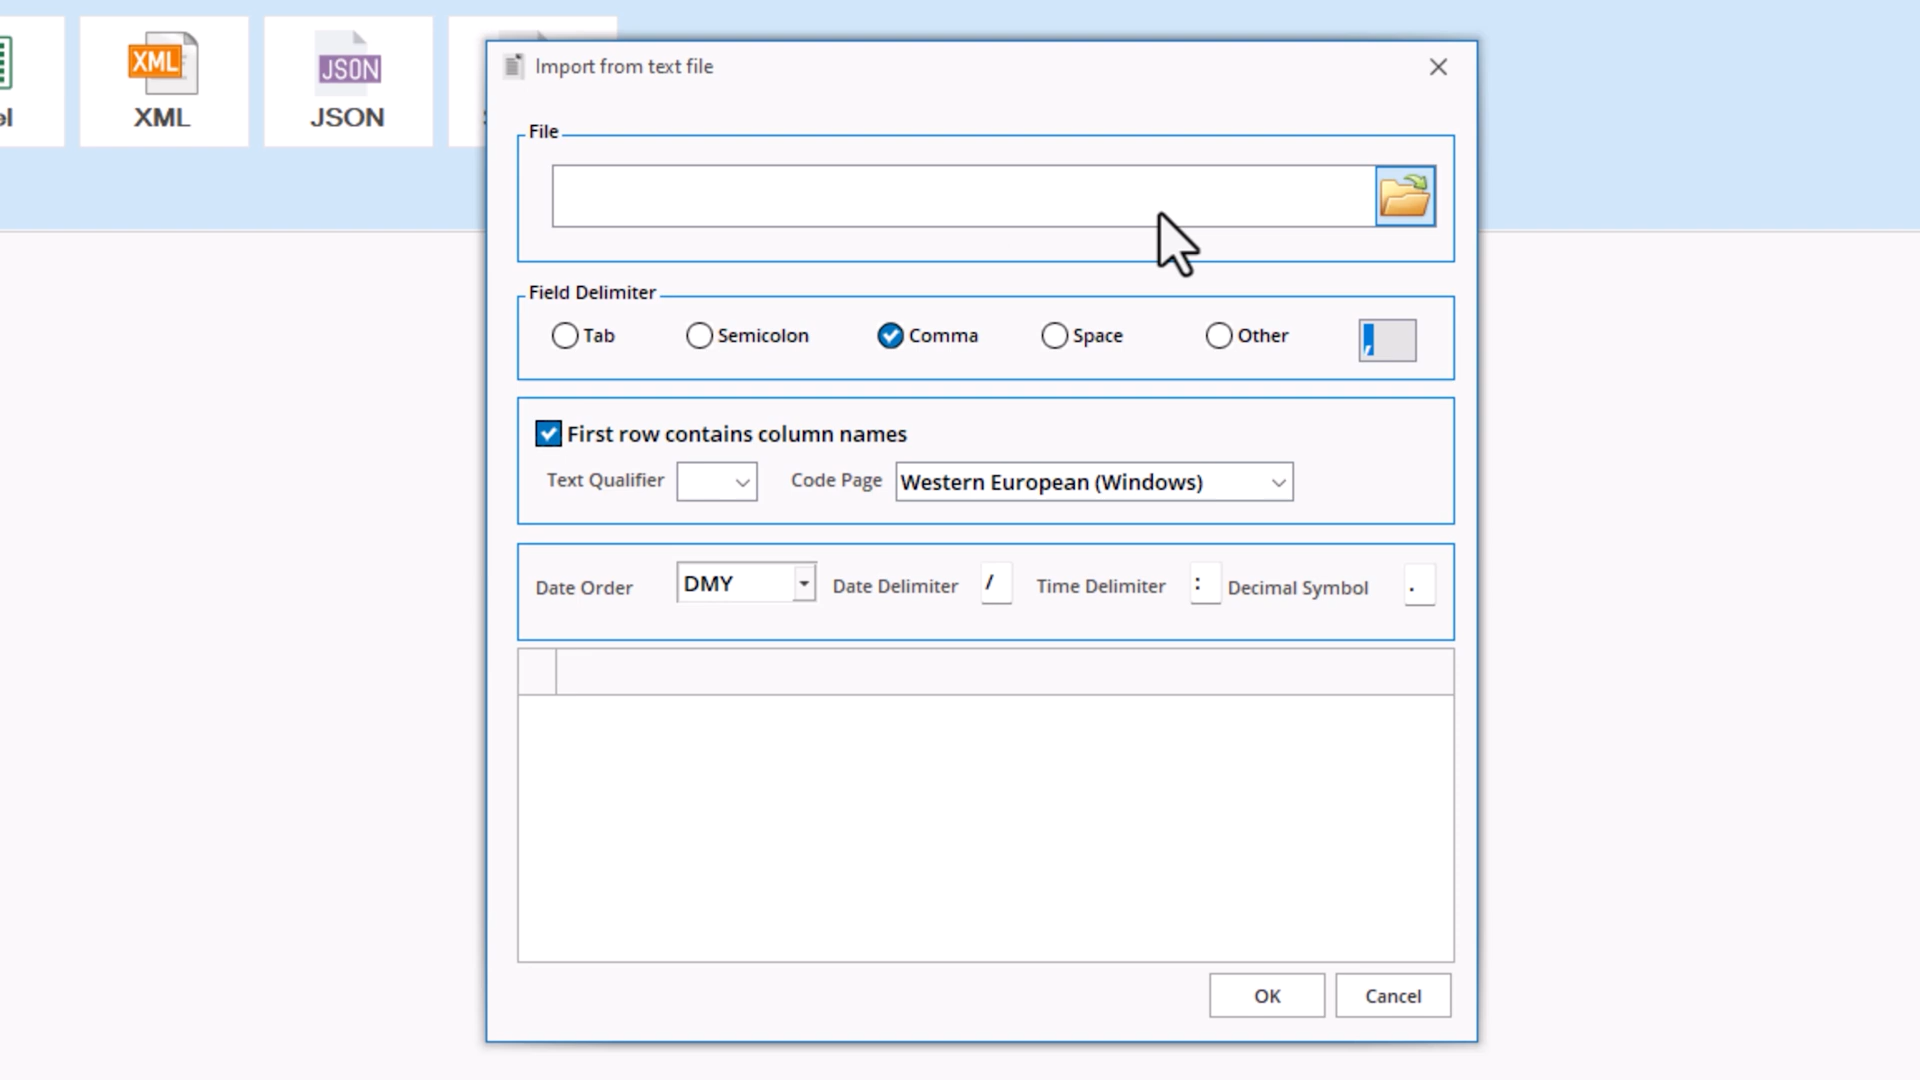 XML
JSON
XML
JSON
Import from text file
File
Field Delimiter
Tab
Semicolon
Comma
Space
Other
,
First row contains column names
Text Qualifier
Code Page
Western European (Windows)
Date Order
DMY
Date Delimiter
/
Time Delimiter
:
Decimal Symbol
.
OK
Cancel